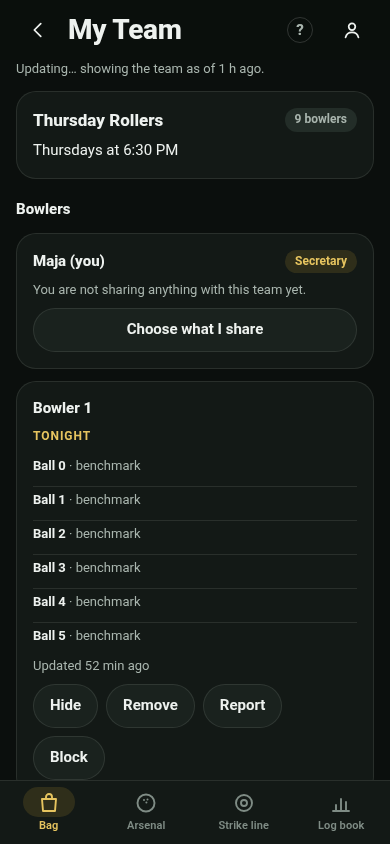 My Team
?
Updating… showing the team as of 1 h ago.
Thursday Rollers
9 bowlers
Thursdays at 6:30 PM
Bowlers
Maja (you)
Secretary
You are not sharing anything with this team yet.
Choose what I share
Bowler 1
TONIGHT
Ball 0 · benchmark
Ball 1 · benchmark
Ball 2 · benchmark
Ball 3 · benchmark
Ball 4 · benchmark
Ball 5 · benchmark
Updated 52 min ago
Hide
Remove
Report
Block
Bag
Arsenal
Strike line
Log book